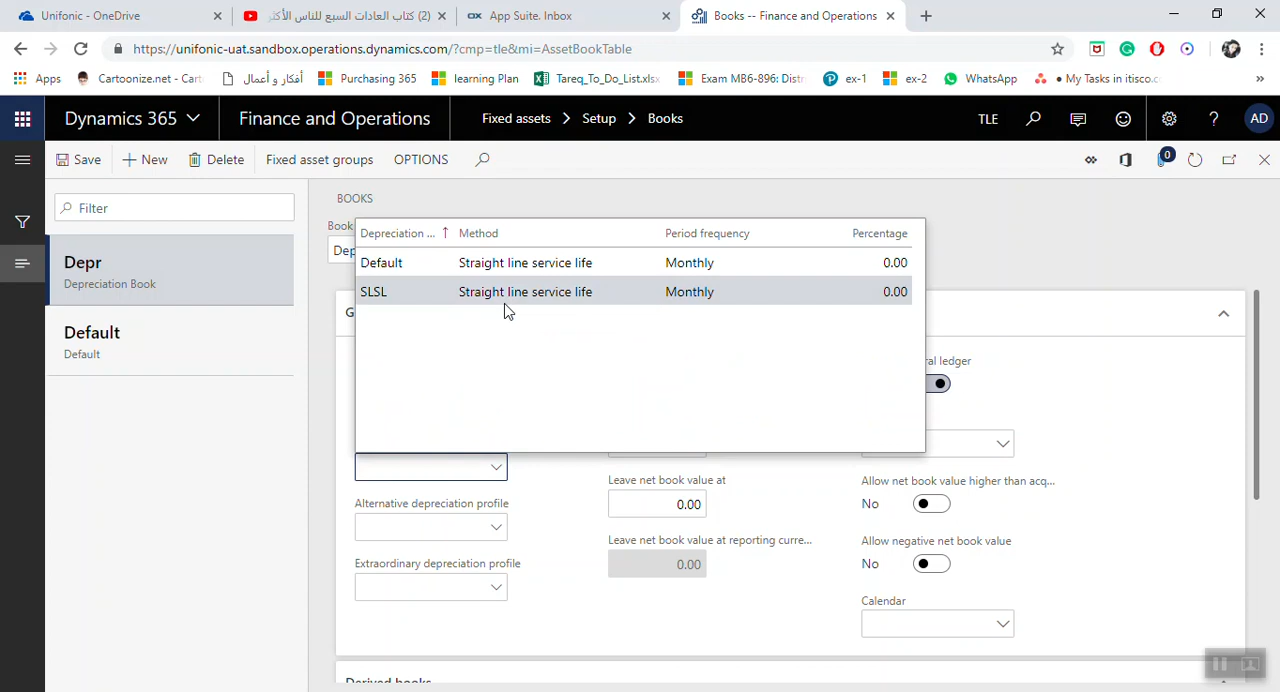 Unifonic - OneDrive
(2) كتاب العادات السبع للناس الأكثر
App Suite. Inbox
Books -- Finance and Operations
https://unifonic-uat.sandbox.operations.dynamics.com/?cmp=tle&mi=AssetBookTable
Apps
Cartoonize.net - Cart
أفكار و أعمال
Purchasing 365
learning Plan
Tareq_To_Do_List.xlsx
Exam MB6-896: Distr
ex-1
ex-2
WhatsApp
• My Tasks in itisco.c
Dynamics 365
Finance and Operations
Fixed assets > Setup > Books
TLE
AD
Save
New
Delete
Fixed asset groups
OPTIONS
0
Filter
Depr
Depreciation Book
Default
Default
BOOKS
Book
Dep
Depreciation ... ↑ Method Period frequency Percentage
Default Straight line service life Monthly 0.00
SLSL Straight line service life Monthly 0.00
G
ral ledger
Alternative depreciation profile
Extraordinary depreciation profile
Leave net book value at
0.00
Leave net book value at reporting curre...
0.00
Allow net book value higher than acq...
No
Allow negative net book value
No
Calendar
Derived books